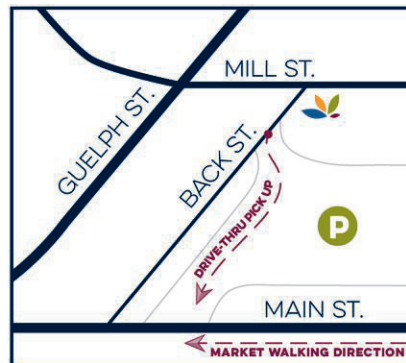 MILL ST.
GUELPH ST.
BACK ST.
DRIVE-THRU PICK UP
P
MAIN ST.
MARKET WALKING DIRECTION